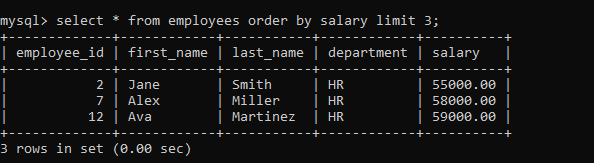 mysql> select * from employees order by salary limit 3;
+-------------+------------+-----------+------------+----------+
| employee_id | first_name | last_name | department | salary   |
+-------------+------------+-----------+------------+----------+
|           2 | Jane       | Smith     | HR         | 55000.00 |
|           7 | Alex       | Miller    | HR         | 58000.00 |
|          12 | Ava        | Martinez  | HR         | 59000.00 |
+-------------+------------+-----------+------------+----------+
3 rows in set (0.00 sec)